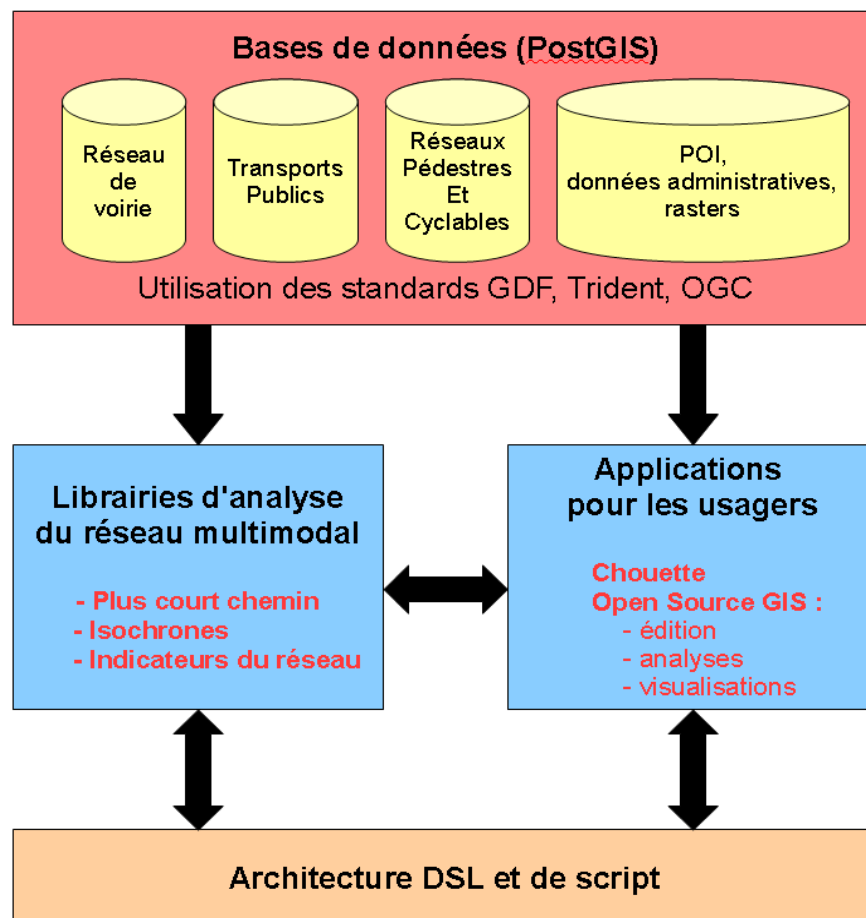 Bases de données (PostGIS)
Réseau
de
voirie
Transports
Publics
Réseaux
Pédestres
Et
Cyclables
POI,
données administratives,
rasters
Utilisation des standards GDF, Trident, OGC
Librairies d'analyse
du réseau multimodal
- Plus court chemin
- Isochrones
- Indicateurs du réseau
Applications
pour les usagers
Chouette
Open Source GIS :
- édition
- analyses
- visualisations
Architecture DSL et de script